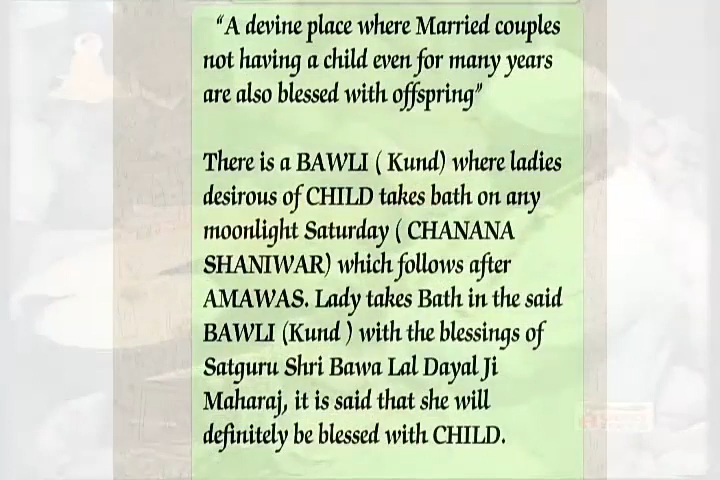 “A devine place where Married couples
not having a child even for many years
are also blessed with offspring”
There is a BAWLI ( Kund) where ladies
desirous of CHILD takes bath on any
moonlight Saturday ( CHANANA
SHANIWAR) which follows after
AMAWAS. Lady takes Bath in the said
BAWLI (Kund ) with the blessings of
Satguru Shri Bawa Lal Dayal Ji
Maharaj, it is said that she will
definitely be blessed with CHILD.